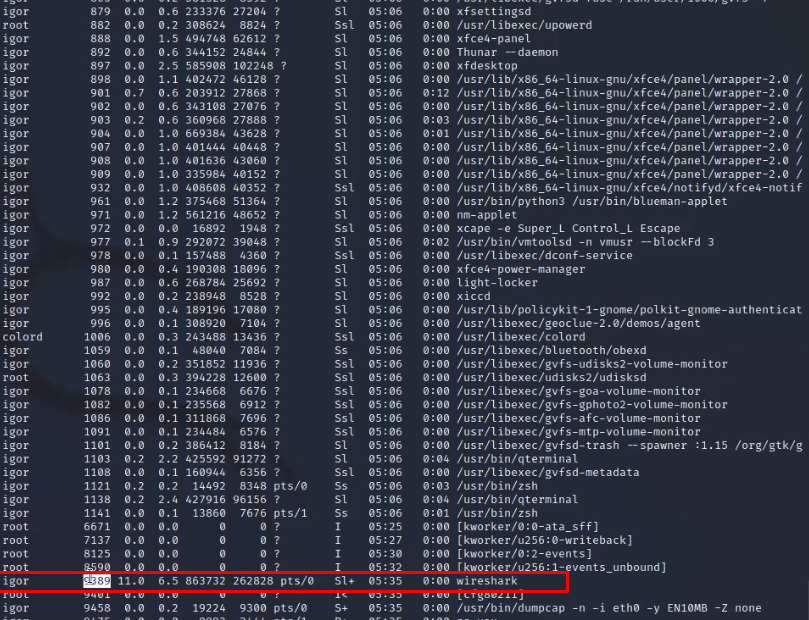 igor 879 0.0 0.6 233376 27204 ? Sl 05:06 0:00 xfsettingsd
root 882 0.0 0.2 308624 8824 ? Ssl 05:06 0:00 /usr/libexec/upowerd
igor 888 0.0 1.5 494748 62612 ? Sl 05:06 0:00 xfce4-panel
igor 892 0.0 0.6 344152 24844 ? Sl 05:06 0:00 Thunar --daemon
igor 897 0.0 2.5 585908 102248 ? Sl 05:06 0:00 xfdesktop
igor 898 0.0 1.1 402472 46128 ? Sl 05:06 0:00 /usr/lib/x86_64-linux-gnu/xfce4/panel/wrapper-2.0 /
igor 901 0.7 0.6 203912 27868 ? Sl 05:06 0:12 /usr/lib/x86_64-linux-gnu/xfce4/panel/wrapper-2.0 /
igor 902 0.0 0.6 343108 27076 ? Sl 05:06 0:00 /usr/lib/x86_64-linux-gnu/xfce4/panel/wrapper-2.0 /
igor 903 0.2 0.6 360968 27888 ? Sl 05:06 0:03 /usr/lib/x86_64-linux-gnu/xfce4/panel/wrapper-2.0 /
igor 904 0.0 1.0 669384 43628 ? Sl 05:06 0:01 /usr/lib/x86_64-linux-gnu/xfce4/panel/wrapper-2.0 /
igor 907 0.0 1.0 401444 40448 ? Sl 05:06 0:00 /usr/lib/x86_64-linux-gnu/xfce4/panel/wrapper-2.0 /
igor 908 0.0 1.0 401636 43060 ? Sl 05:06 0:00 /usr/lib/x86_64-linux-gnu/xfce4/panel/wrapper-2.0 /
igor 909 0.0 1.0 335984 40152 ? Sl 05:06 0:00 /usr/lib/x86_64-linux-gnu/xfce4/panel/wrapper-2.0 /
igor 932 0.0 1.0 408608 40352 ? Ssl 05:06 0:00 /usr/lib/x86_64-linux-gnu/xfce4/notifyd/xfce4-notif
igor 961 0.0 1.2 375468 51364 ? Sl 05:06 0:00 /usr/bin/python3 /usr/bin/blueman-applet
igor 971 0.0 1.2 561216 48652 ? Sl 05:06 0:00 nm-applet
igor 972 0.0 0.0 16892 1948 ? Ssl 05:06 0:00 xcape -e Super_L Control_L Escape
igor 977 0.1 0.9 292072 39048 ? Sl 05:06 0:02 /usr/bin/vmtoolsd -n vmusr --blockFd 3
igor 978 0.0 0.1 157488 4360 ? Ssl 05:06 0:00 /usr/libexec/dconf-service
igor 980 0.0 0.4 190308 18096 ? Sl 05:06 0:00 xfce4-power-manager
igor 987 0.0 0.6 268784 25692 ? Sl 05:06 0:00 light-locker
igor 992 0.0 0.2 238948 8528 ? Sl 05:06 0:00 xiccd
igor 995 0.0 0.4 189196 17080 ? Sl 05:06 0:00 /usr/lib/policykit-1-gnome/polkit-gnome-authenticat
igor 996 0.0 0.1 308920 7104 ? Sl 05:06 0:00 /usr/libexec/geoclue-2.0/demos/agent
colord 1006 0.0 0.3 243488 13436 ? Ssl 05:06 0:00 /usr/libexec/colord
igor 1059 0.0 0.1 48040 7084 ? Ss 05:06 0:00 /usr/libexec/bluetooth/obexd
igor 1060 0.0 0.2 351852 11936 ? Ssl 05:06 0:00 /usr/libexec/gvfs-udisks2-volume-monitor
root 1063 0.0 0.3 394228 12600 ? Ssl 05:06 0:00 /usr/libexec/udisks2/udisksd
igor 1078 0.0 0.1 234668 6676 ? Ssl 05:06 0:00 /usr/libexec/gvfs-goa-volume-monitor
igor 1082 0.0 0.1 235568 6912 ? Ssl 05:06 0:00 /usr/libexec/gvfs-gphoto2-volume-monitor
igor 1086 0.0 0.1 311868 7696 ? Ssl 05:06 0:00 /usr/libexec/gvfs-afc-volume-monitor
igor 1091 0.0 0.1 234484 6576 ? Ssl 05:06 0:00 /usr/libexec/gvfs-mtp-volume-monitor
igor 1101 0.0 0.2 386412 8184 ? Sl 05:06 0:00 /usr/libexec/gvfsd-trash --spawner :1.15 /org/gtk/g
igor 1103 0.2 2.2 425592 91272 ? Sl 05:06 0:04 /usr/bin/qterminal
igor 1108 0.0 0.1 160944 6356 ? Ssl 05:06 0:00 /usr/libexec/gvfsd-metadata
igor 1121 0.2 0.2 14492 8348 pts/0 Ss 05:06 0:03 /usr/bin/zsh
igor 1138 0.2 2.4 427916 96156 ? Sl 05:06 0:04 /usr/bin/qterminal
igor 1141 0.0 0.1 13860 7676 pts/1 Ss 05:06 0:01 /usr/bin/zsh
root 6671 0.0 0.0 0 0 ? I 05:25 0:00 [kworker/0:0-ata_sff]
root 7137 0.0 0.0 0 0 ? I 05:27 0:00 [kworker/u256:0-writeback]
root 8125 0.0 0.0 0 0 ? I 05:30 0:00 [kworker/0:2-events]
root 8590 0.0 0.0 0 0 ? I 05:32 0:00 [kworker/u256:1-events_unbound]
igor 9389 11.0 6.5 863732 262828 pts/0 Sl+ 05:35 0:00 wireshark
root 9401 0.0 0.0 0 0 ? I< 05:35 0:00 [cfg80211]
igor 9458 0.0 0.2 19224 9300 pts/0 S+ 05:35 0:00 /usr/bin/dumpcap -n -i eth0 -y EN10MB -Z none